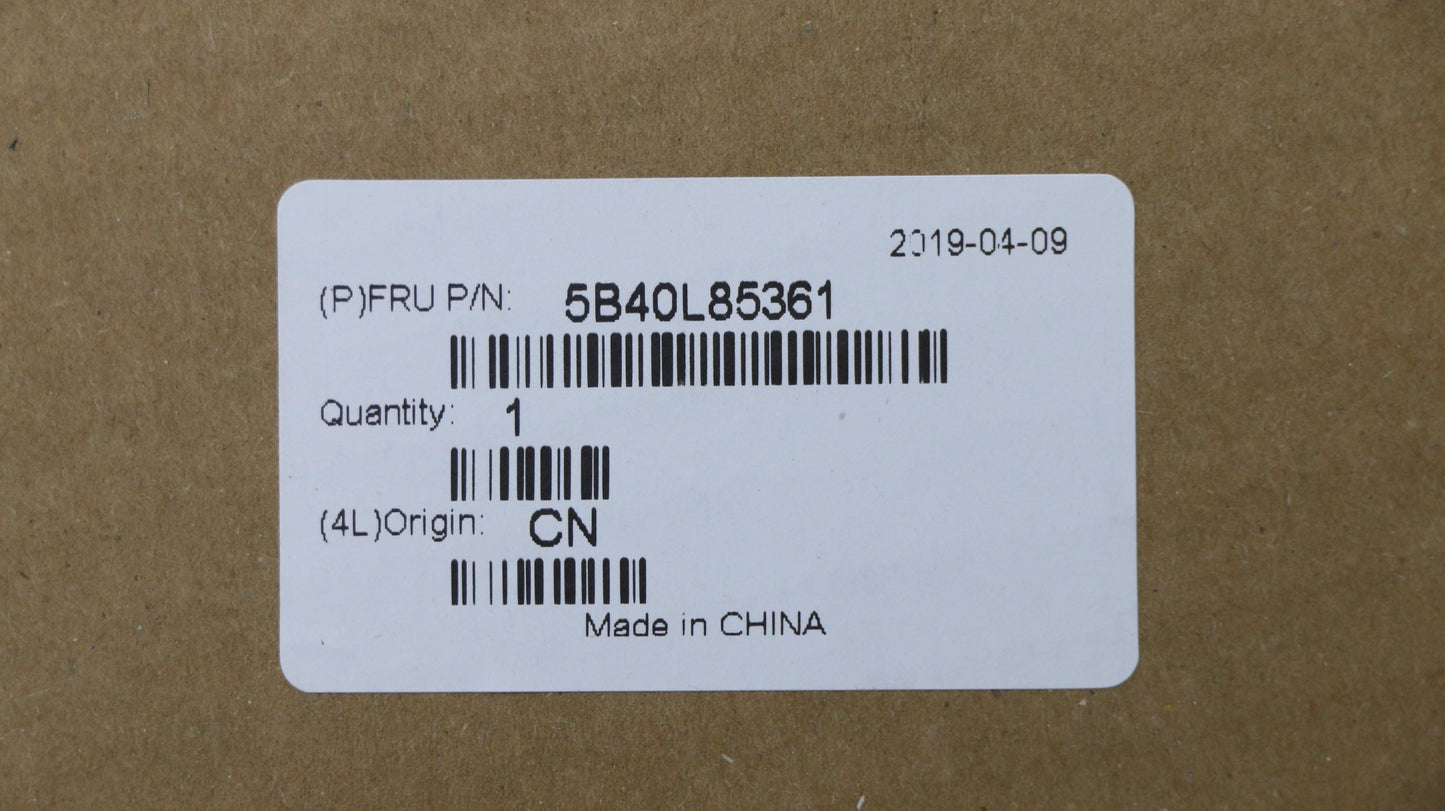 2019-04-09
(P)FRU P/N: 5B40L85361
Quantity: 1
(4L)Origin: CN
Made in CHINA